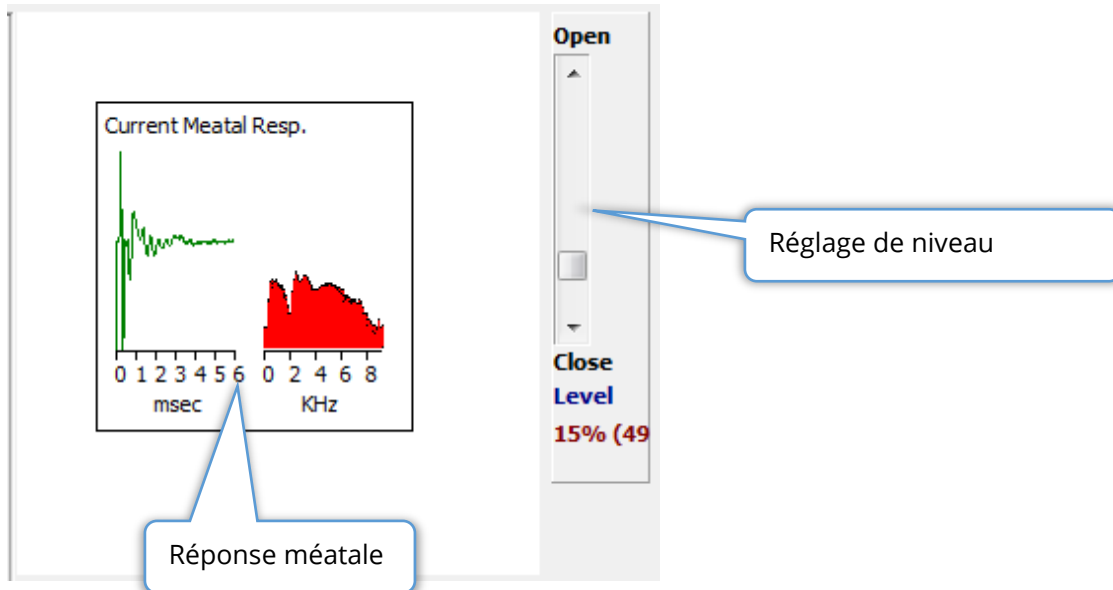 Open
Current Meatal Resp.
Réglage de niveau
0 1 2 3 4 5 6 0 2 4 6 8
msec KHz
Close
Level
15% (49
Réponse méatale